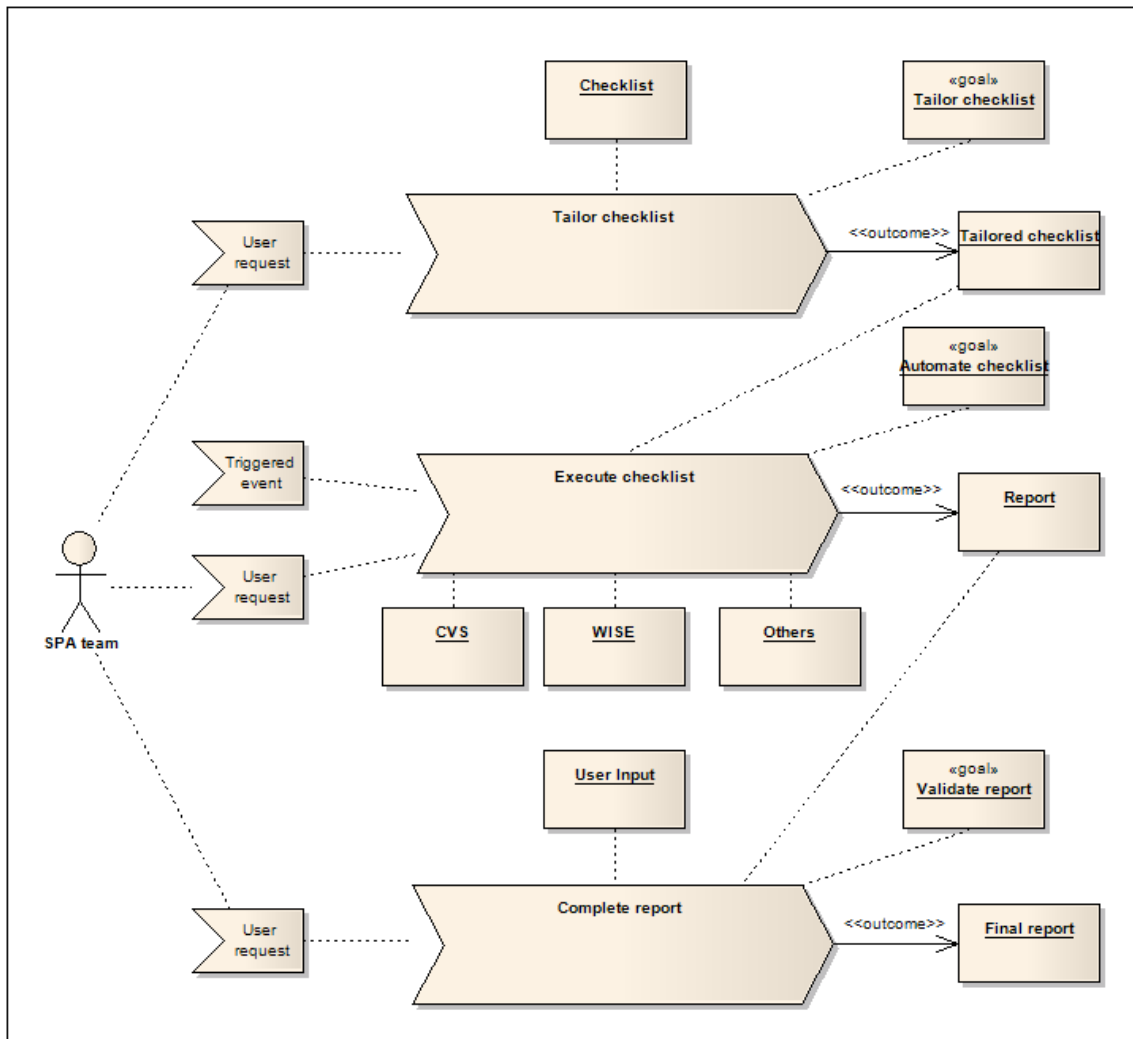 Checklist
«goal»
Tailor checklist
Tailor checklist
User
request
<<outcome>>
Tailored checklist
«goal»
Automate checklist
Triggered
event
Execute checklist
<<outcome>>
Report
User
request
SPA team
CVS
WISE
Others
User Input
«goal»
Validate report
User
request
Complete report
<<outcome>>
Final report